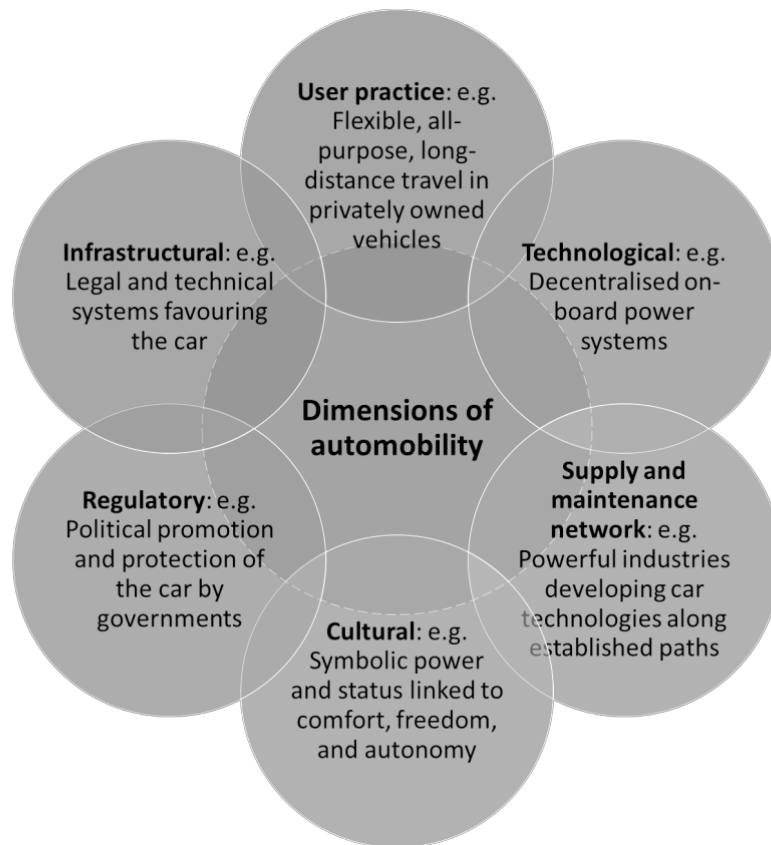 User practice: e.g.
Flexible, all-
purpose, long-
distance travel in
privately owned
vehicles
Infrastructural: e.g.
Legal and technical
systems favouring
the car
Technological: e.g.
Decentralised on-
board power
systems
Dimensions of
automobility
Regulatory: e.g.
Political promotion
and protection of
the car by
governments
Supply and
maintenance
network: e.g.
Powerful industries
developing car
technologies along
established paths
Cultural: e.g.
Symbolic power
and status linked to
comfort, freedom,
and autonomy